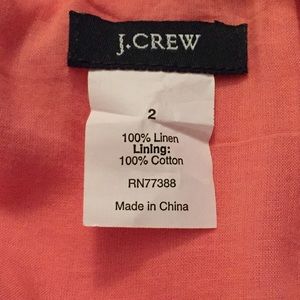 J.CREW
2
100% Linen
Lining:
100% Cotton
RN77388
Made in China